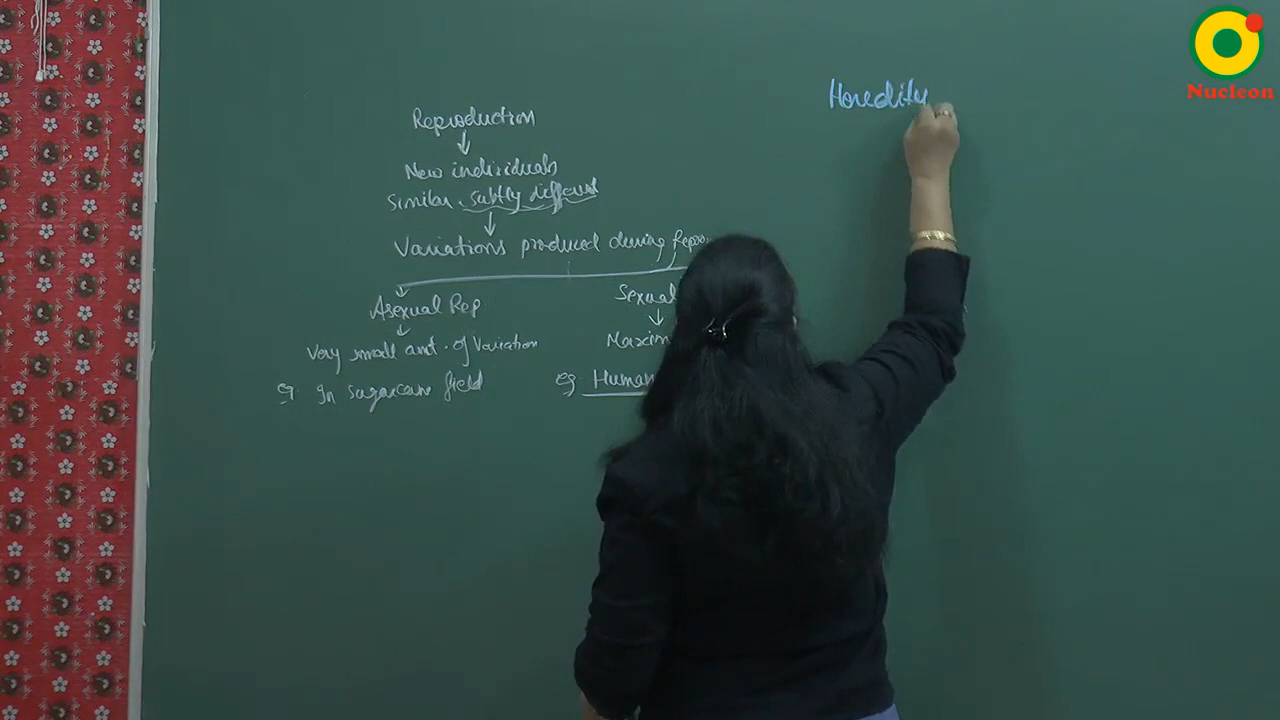 Reproduction
New individuals
Similar, subtly different
Variations produced during Repro
Asexual Rep
Very small amt. of Variation
eg In sugarcane field
Sexual
Maxim
eg Human
Heredity
Nucleon